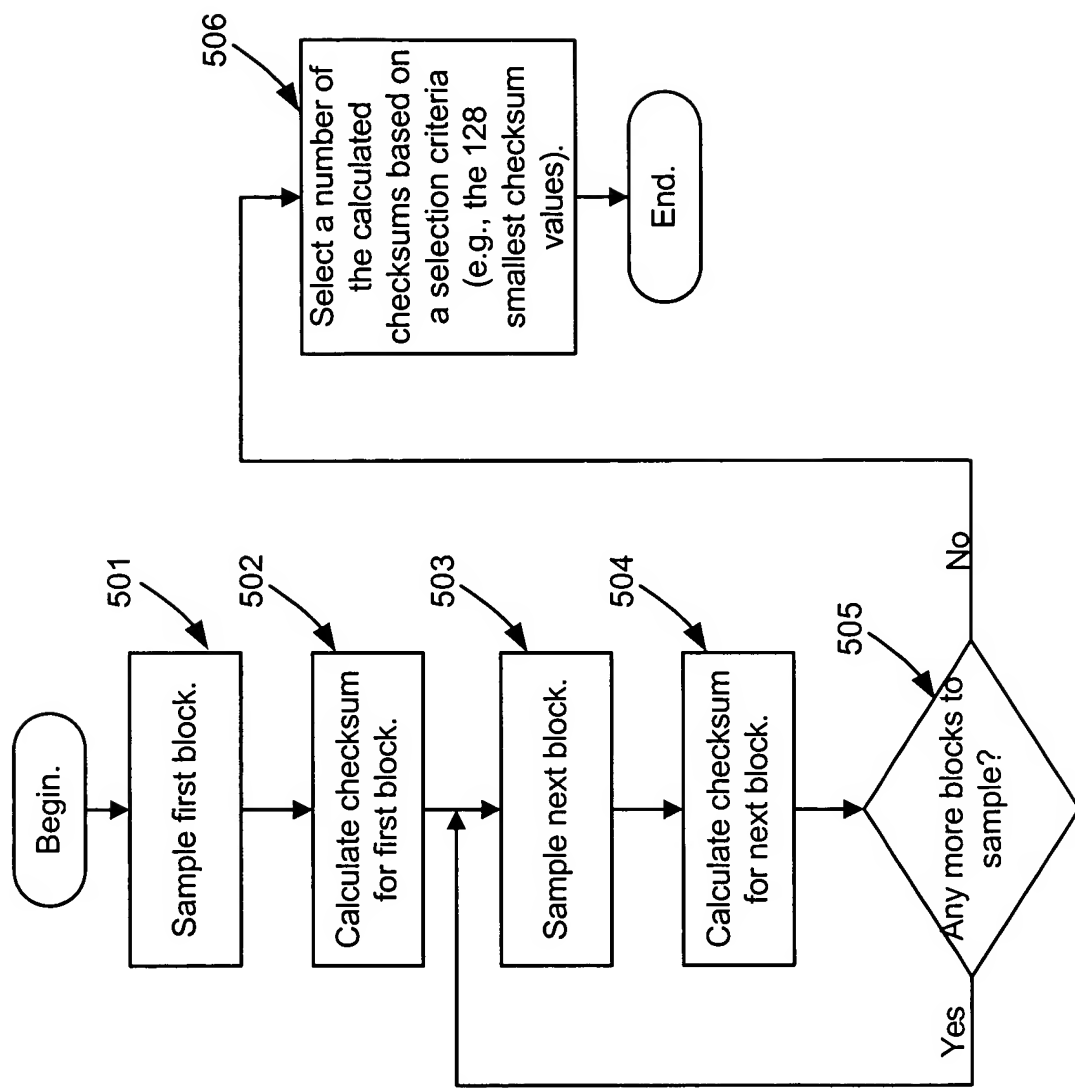 Begin.
501
Sample first block.
502
Calculate checksum
for first block.
503
Sample next block.
504
Calculate checksum
for next block.
505
Any more blocks to
sample?
Yes
No
506
Select a number of
the calculated
checksums based on
a selection criteria
(e.g., the 128
smallest checksum
values).
End.